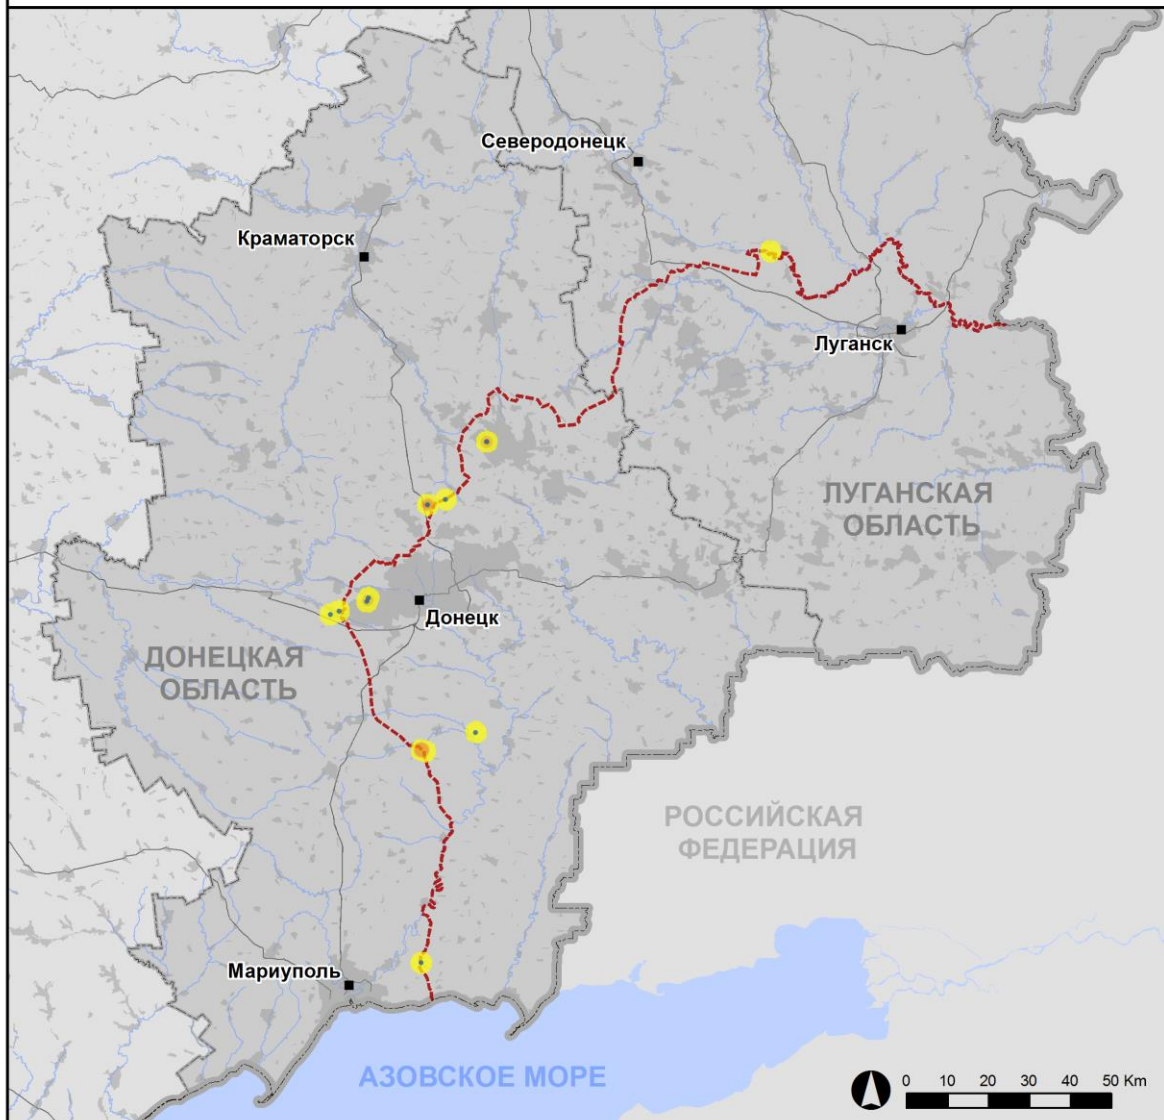 Северодонецк
Краматорск
Луганск
ЛУГАНСКАЯ
ОБЛАСТЬ
Донецк
ДОНЕЦКАЯ
ОБЛАСТЬ
РОССИЙСКАЯ
ФЕДЕРАЦИЯ
Мариуполь
АЗОВСКОЕ МОРЕ
0 10 20 30 40 50 Km